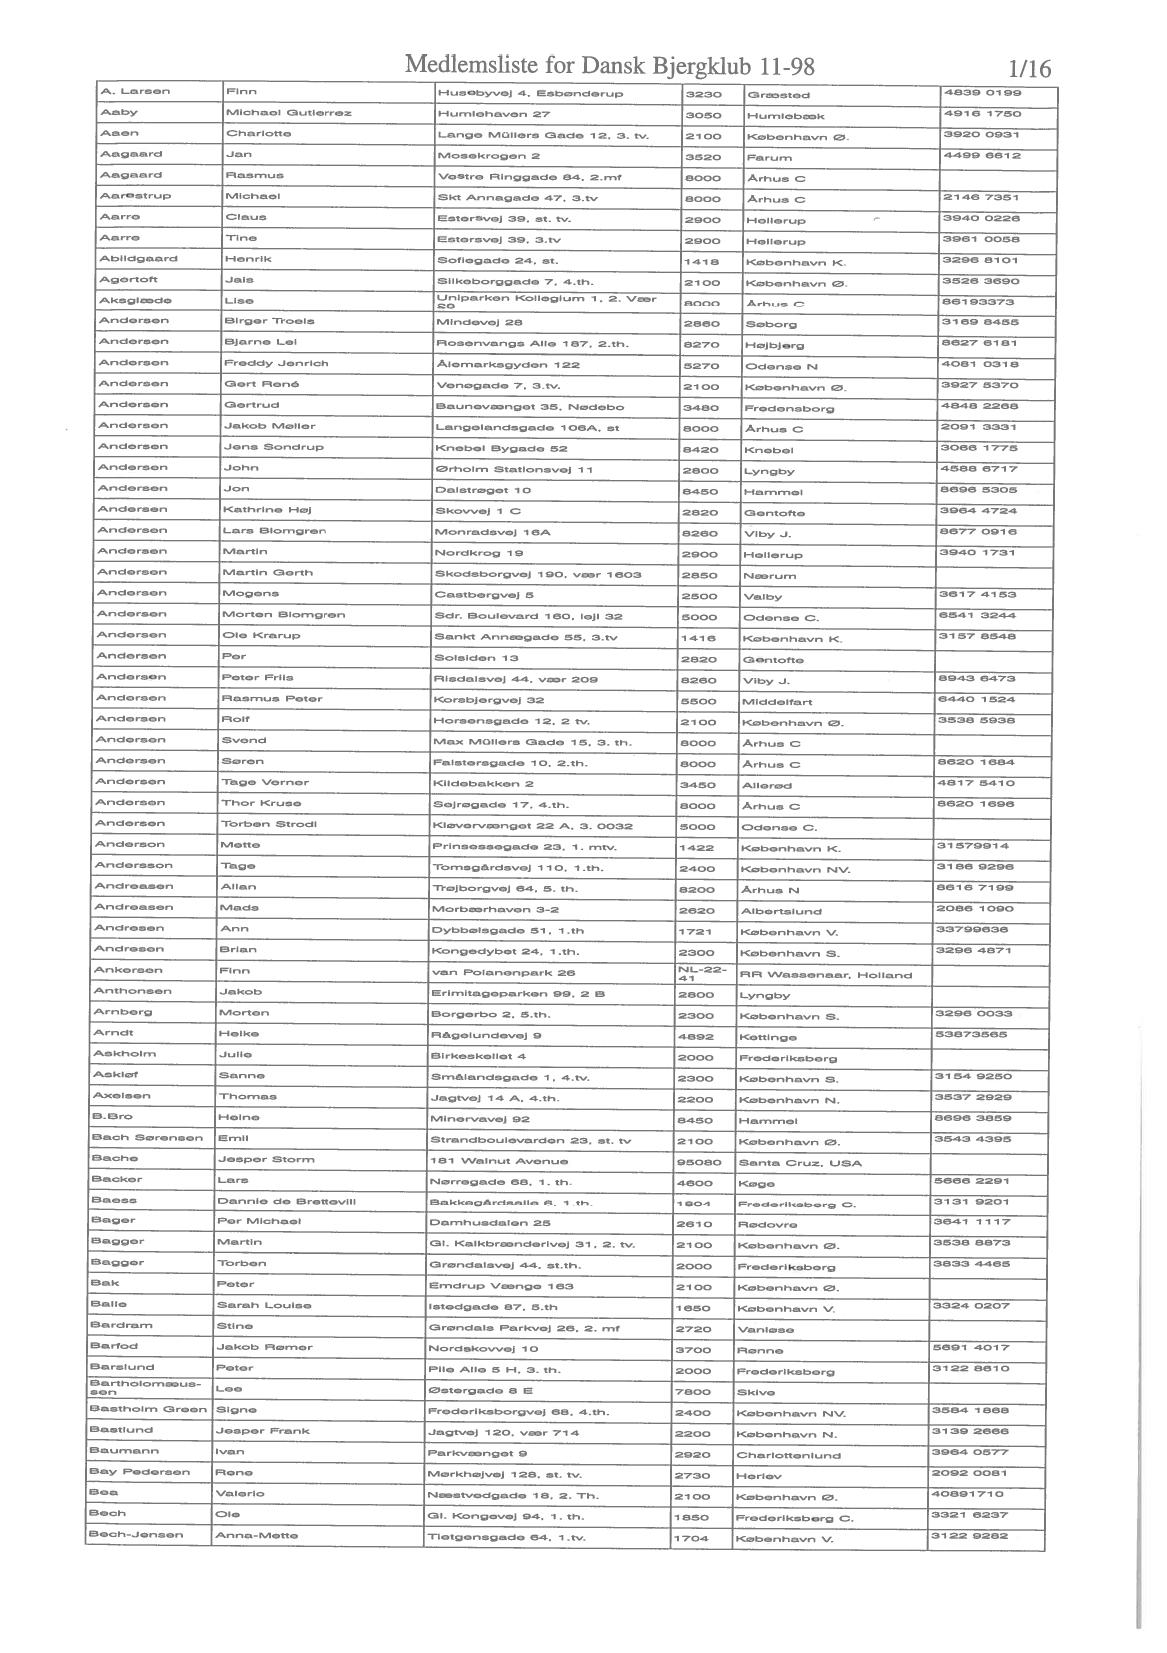 Medlemsliste for Dansk Bjergklub 11-98 1/16
A. Larsen Finn Husebyvej 4, Esbønderup 3230 Græsted 4839 0199
Aaby Michael Gutierrez Humlehaven 27 3050 Humlebæk 4916 1750
Aaen Charlotte Lange Müllers Gade 12, 3. tv. 2100 København Ø. 3920 0931
Aagaard Jan Mosekrogen 2 3520 Farum 4499 6612
Aagaard Rasmus Vestre Ringgade 84, 2.mf 8000 Århus C
Aarestrup Michael Skt Annagade 47, 3.tv 8000 Århus C 2146 7351
Aarre Claus Estersvej 39, st. tv. 2900 Hellerup 3940 0226
Aarre Tine Estersvej 39, 3.tv 2900 Hellerup 3961 0058
Abildgaard Henrik Sofiegade 24, st. 1418 København K. 3296 8101
Agertoft Jais Silkeborggade 7, 4.th. 2100 København Ø. 3526 3690
Aksglæde Lise Uniparken Kollegium 1, 2. Vær 8000 Århus C 86193373
Andersen Birger Troels Mindevej 28 2860 Søborg 3169 8455
Andersen Bjarne Lei Rosenvangs Alle 187, 2.th. 8270 Højbjerg 8627 6181
Andersen Freddy Jenrich Ålemarksgyden 122 5270 Odense N 4081 0318
Andersen Gert René Venøgade 7, 3.tv. 2100 København Ø. 3927 5370
Andersen Gertrud Baunevænget 35, Nødebo 3480 Fredensborg 4848 2268
Andersen Jakob Møller Langelandsgade 106A, st 8000 Århus C 2091 3331
Andersen Jens Sondrup Knebel Bygade 52 8420 Knebel 3066 1775
Andersen John Ørholm Stationsvej 11 2800 Lyngby 4588 6717
Andersen Jon Dalstrøget 10 8450 Hammel 8696 5305
Andersen Kathrine Høj Skovvej 1 C 2820 Gentofte 3964 4724
Andersen Lars Blomgren Monradsvej 16A 8260 Viby J. 8677 0916
Andersen Martin Nordkrog 19 2900 Hellerup 3940 1731
Andersen Martin Gerth Skodsborgvej 190, vær 1603 2850 Nærum
Andersen Mogens Castbergvej 5 2500 Valby 3617 4153
Andersen Morten Blomgren Sdr. Boulevard 160, lejl 32 5000 Odense C. 6541 3244
Andersen Ole Krarup Sankt Annægade 55, 3.tv 1416 København K. 3157 8548
Andersen Per Solsiden 13 2820 Gentofte
Andersen Peter Friis Risdalsvej 44, vær 209 8260 Viby J. 8943 6473
Andersen Rasmus Peter Korsbjergvej 32 5500 Middelfart 6440 1524
Andersen Rolf Horsensgade 12, 2 tv. 2100 København Ø. 3538 5938
Andersen Svend Max Müllers Gade 15, 3. th. 8000 Århus C
Andersen Søren Falstersgade 10, 2.th. 8000 Århus C 8620 1684
Andersen Tage Verner Kildebakken 2 3450 Allerød 4817 5410
Andersen Thor Kruse Sejrøgade 17, 4.th. 8000 Århus C 8620 1696
Andersen Torben Strodl Kløvervænget 22 A, 3. 0032 5000 Odense C.
Anderson Mette Prinsessegade 23, 1. mtv. 1422 København K. 31579914
Andersson Tage Tomsgårdsvej 110, 1.th. 2400 København NV. 3186 9296
Andreasen Allan Trøjborgvej 64, 5. th. 8200 Århus N 8616 7199
Andreasen Mads Morbærhaven 3-2 2620 Albertslund 2086 1090
Andresen Ann Dybbølsgade 51, 1.th 1721 København V. 33799636
Andresen Brian Kongedybet 24, 1.th. 2300 København S. 3296 4871
Ankersen Finn van Polanenpark 26 NL-22-41 RR Wassenaar, Holland
Anthonsen Jakob Erimitageparken 99, 2 B 2800 Lyngby
Arnberg Morten Borgerbo 2, 5.th. 2300 København S. 3296 0033
Arndt Heike Rågelundevej 9 4892 Kettinge 53873565
Askholm Julie Birkeskellet 4 2000 Frederiksberg
Askløf Sanne Smålandsgade 1, 4.tv. 2300 København S. 3154 9250
Axelsen Thomas Jagtvej 14 A, 4.th. 2200 København N. 3537 2929
B.Bro Heine Minervavej 92 8450 Hammel 8696 3859
Bach Sørensen Emil Strandboulevarden 23, st. tv 2100 København Ø. 3543 4395
Bache Jesper Storm 181 Walnut Avenue 95080 Santa Cruz, USA
Backer Lars Nørregade 68, 1. th. 4600 Køge 5666 2291
Baess Dannie de Brettevill Bakkegårdsalle 6, 1.th. 1804 Frederiksberg C. 3131 9201
Bager Per Michael Damhusdalen 25 2610 Rødovre 3641 1117
Bagger Martin Gl. Kalkbrænderivej 31, 2. tv. 2100 København Ø. 3538 8873
Bagger Torben Grøndalsvej 44, st.th. 2000 Frederiksberg 3833 4465
Bak Peter Emdrup Vænge 163 2100 København Ø.
Balle Sarah Louise Istedgade 87, 5.th 1650 København V. 3324 0207
Bardram Stine Grøndals Parkvej 26, 2. mf 2720 Vanløse
Barfod Jakob Rømer Nordskovvej 10 3700 Rønne 5691 4017
Barslund Peter Pile Alle 5 H, 3. th. 2000 Frederiksberg 3122 8610
Bartholomæus-sen Lee Østergade 8 E 7800 Skive
Bastholm Green Signe Frederiksborgvej 68, 4.th. 2400 København NV. 3584 1868
Bastlund Jesper Frank Jagtvej 120, vær 714 2200 København N. 3139 2666
Baumann Ivan Parkvænget 9 2920 Charlottenlund 3964 0577
Bay Pedersen Rene Mørkhøjvej 128, st. tv. 2730 Herlev 2092 0081
Bea Valerio Næstvedgade 18, 2. Th. 2100 København Ø. 40891710
Bech Ole Gl. Kongevej 94, 1. th. 1850 Frederiksberg C. 3321 6237
Bech-Jensen Anna-Mette Tietgensgade 64, 1.tv. 1704 København V. 3122 9282